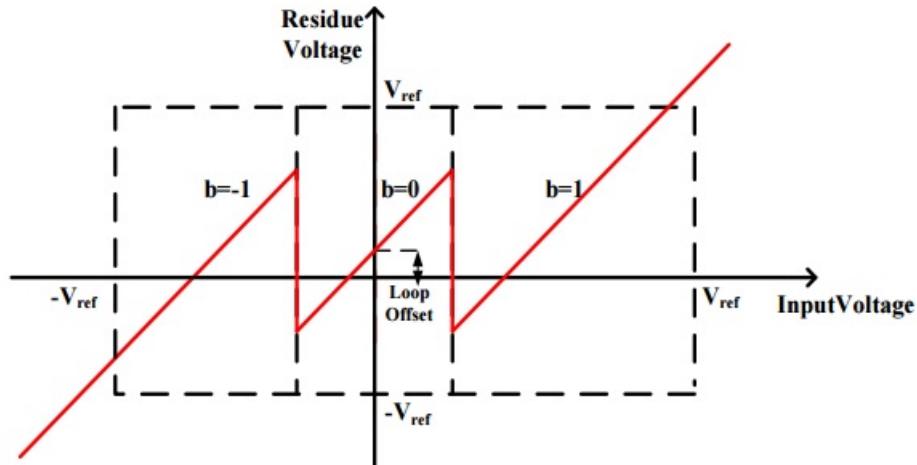 Residue
Voltage
Vref
b=-1
b=0
b=1
-Vref
Loop
Offset
Vref
InputVoltage
-Vref